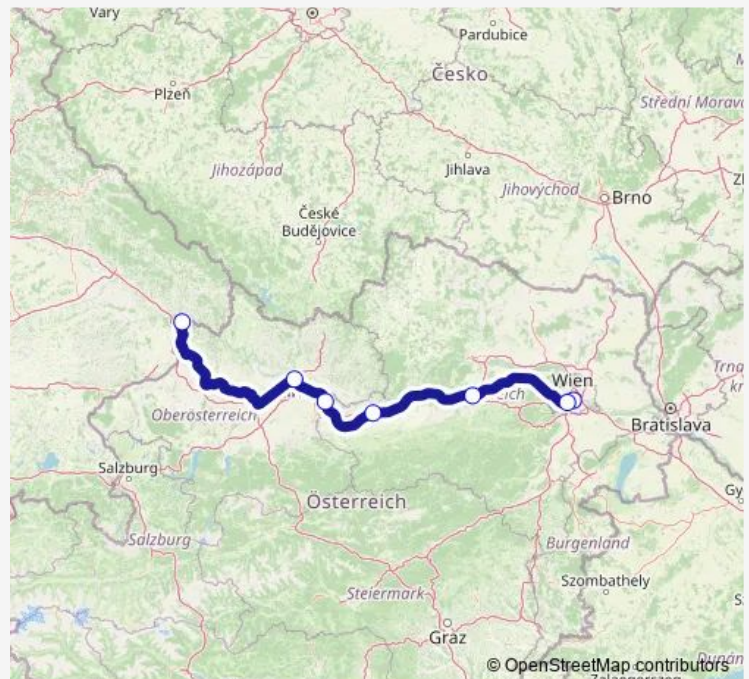 Vary
Pardubice
Česko
Plzeň
Střední Morava
Jihlava
Jihozápad
Jihovýchod
Brno
České
Budějovice
Wien
Oberösterreich
Bratislava
Salzburg
Österreich
Salzburg
Burgenland
Szombathely
Steiermark
Graz
© OpenStreetMap contributors